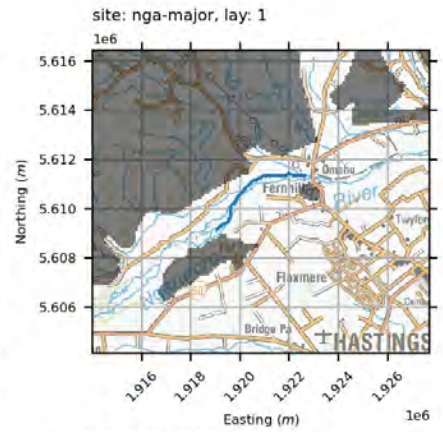 site: nga-major, lay: 1
1e6
5.616
5.614
5.612
5.610
5.608
5.606
Northing (m)
Omahu
Fernhill
River
Twyfor
Flaxmere
Bridge Pa
HASTINGS
1.916
1.918
1.920
1.922
1.924
1.926
Easting (m)
1e6